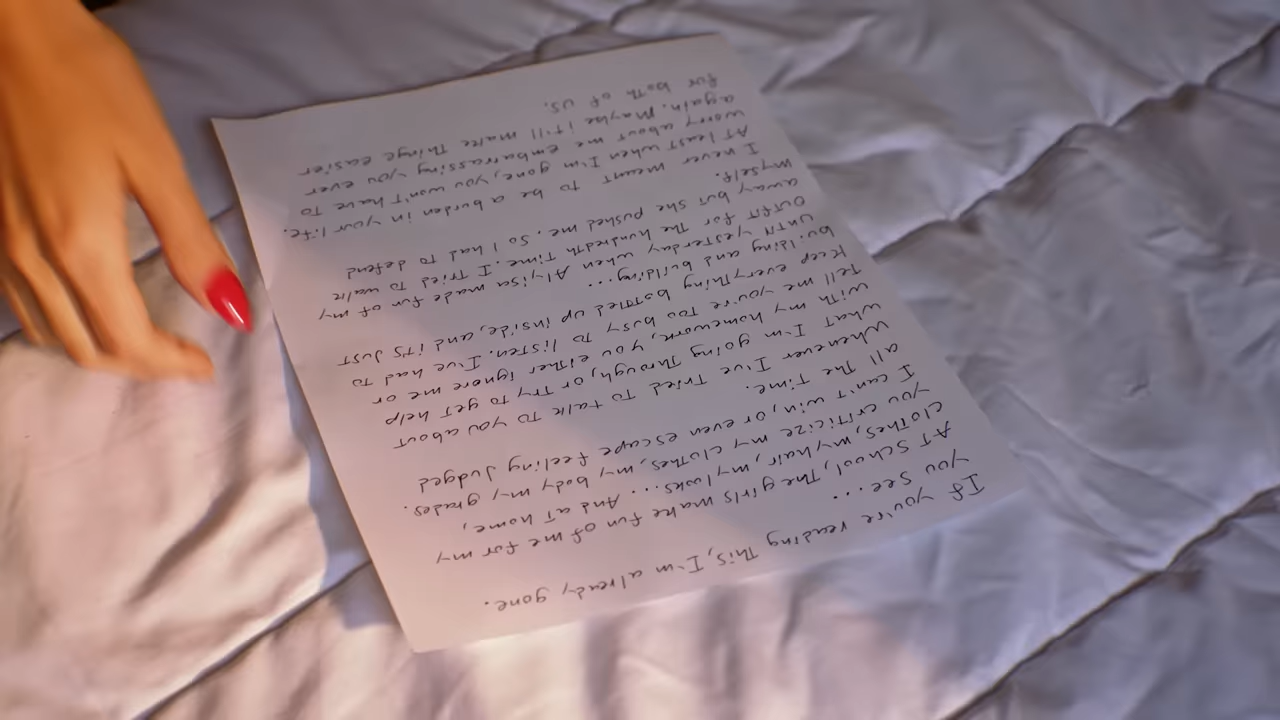 If you're reading This, I'm already gone.
You see...
AT school, The girls make fun of me for my
clothes, my hair, my looks... And aT home,
you criticize my clothes, my body my grades.
I can't win, or even escape feeling Judged
all The Time.
whenever I've Tried To talk To you about
what I'm going Through, or Try to get help
with my homework, you either ignore me or
Tell me you're too busy to listen. I've had to
keep everything bottled up inside, and iT's JusT
building and building...
unTil yesterday when Alyisa made fun of my
outfit for The hundredth Time. I Tried To walk
away but she pushed me. So I had To defend
myself.
I never meant to be a burden in your life.
At least when I'm gone, you won't have To
worry about me embarrassing you ever
again. Maybe it'll make Things easier
for both of us.